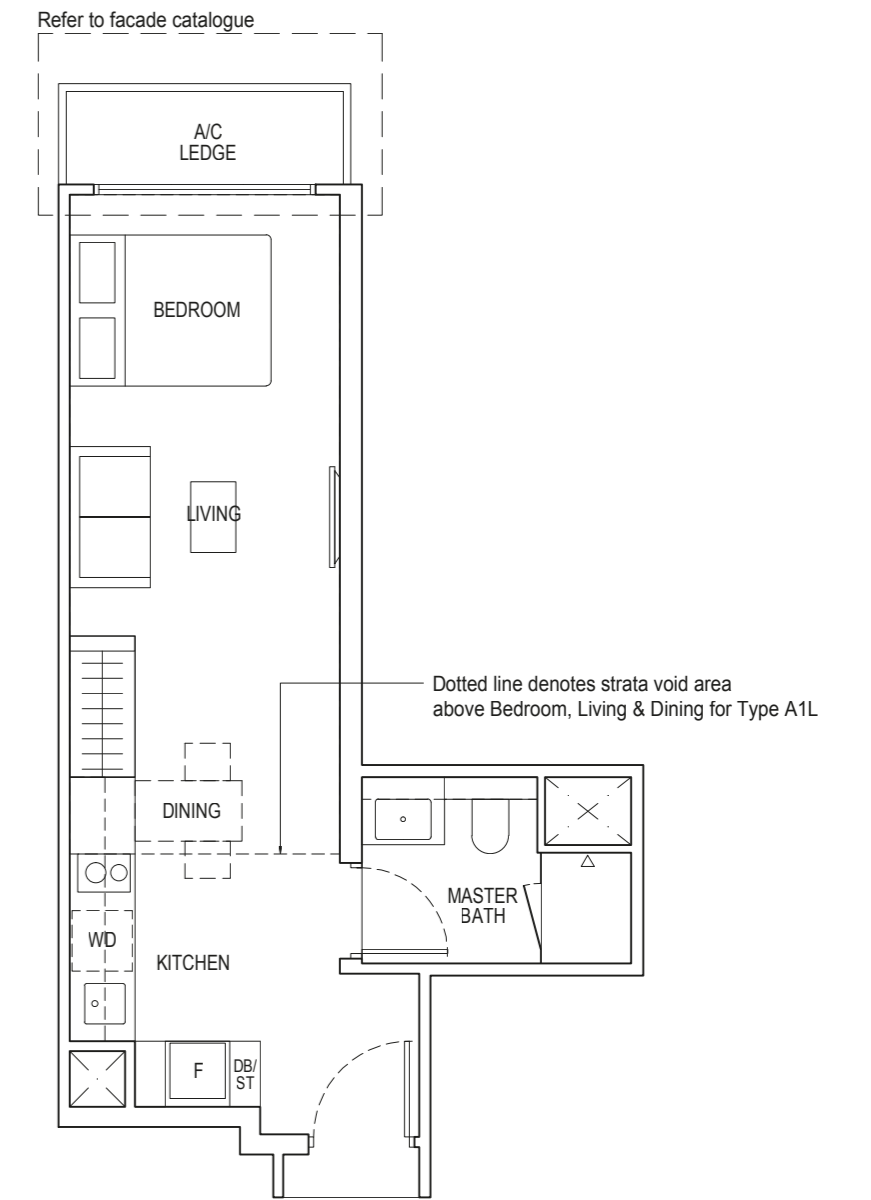 Refer to facade catalogue
A/C
LEDGE
BEDROOM
LIVING
Dotted line denotes strata void area
above Bedroom, Living & Dining for Type A1L
DINING
MASTER
BATH
WD
KITCHEN
F
DB/
ST